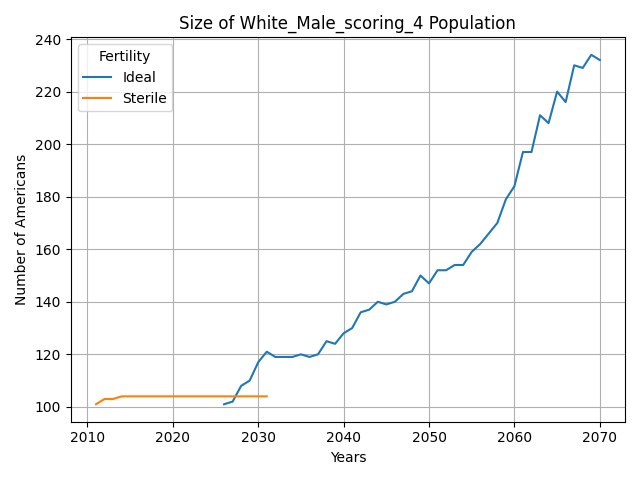 Size of White_Male_scoring_4 Population
Number of Americans
240
220
200
180
160
140
120
100
Fertility
Ideal
Sterile
2010 2020 2030 2040 2050 2060 2070
Years